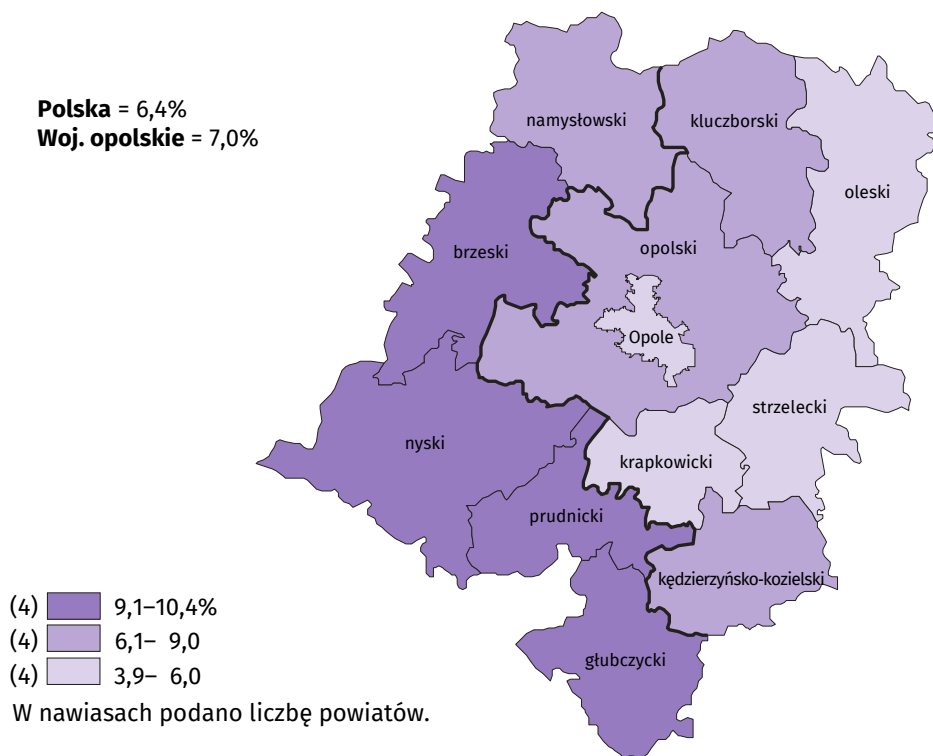 Polska = 6,4%
Woj. opolskie = 7,0%
namysłowski
kluczborski
oleski
brzeski
opolski
Opole
strzelecki
nyski
krapkowicki
prudnicki
kędzierzyńsko-kozielski
głubczycki
(4) 9,1–10,4%
(4) 6,1– 9,0
(4) 3,9– 6,0
W nawiasach podano liczbę powiatów.